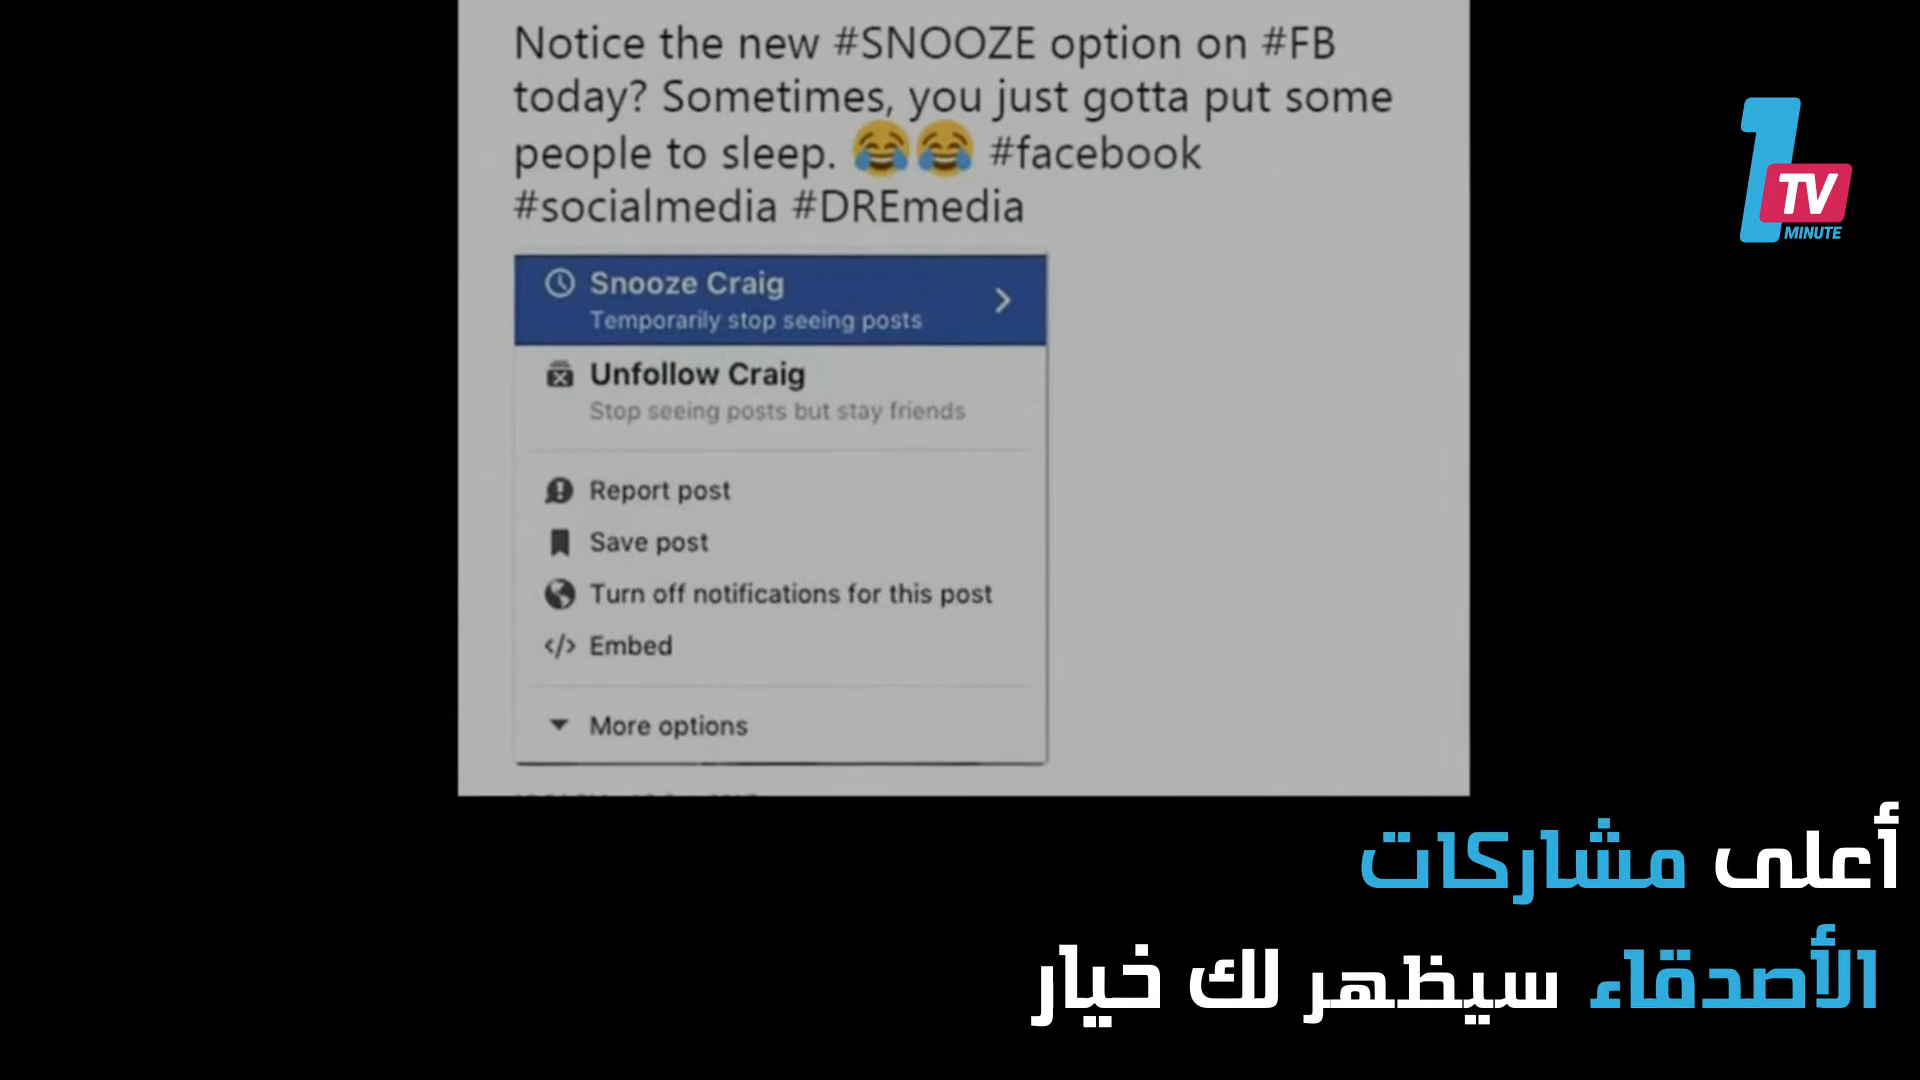 Notice the new #SNOOZE option on #FB
today? Sometimes, you just gotta put some
people to sleep. 😂😂 #facebook
#socialmedia #DREmedia
Snooze Craig
Temporarily stop seeing posts
Unfollow Craig
Stop seeing posts but stay friends
Report post
Save post
Turn off notifications for this post
Embed
More options
1
TV
MINUTE
أعلى مشاركات
الأصدقاء سيظهر لك خيار